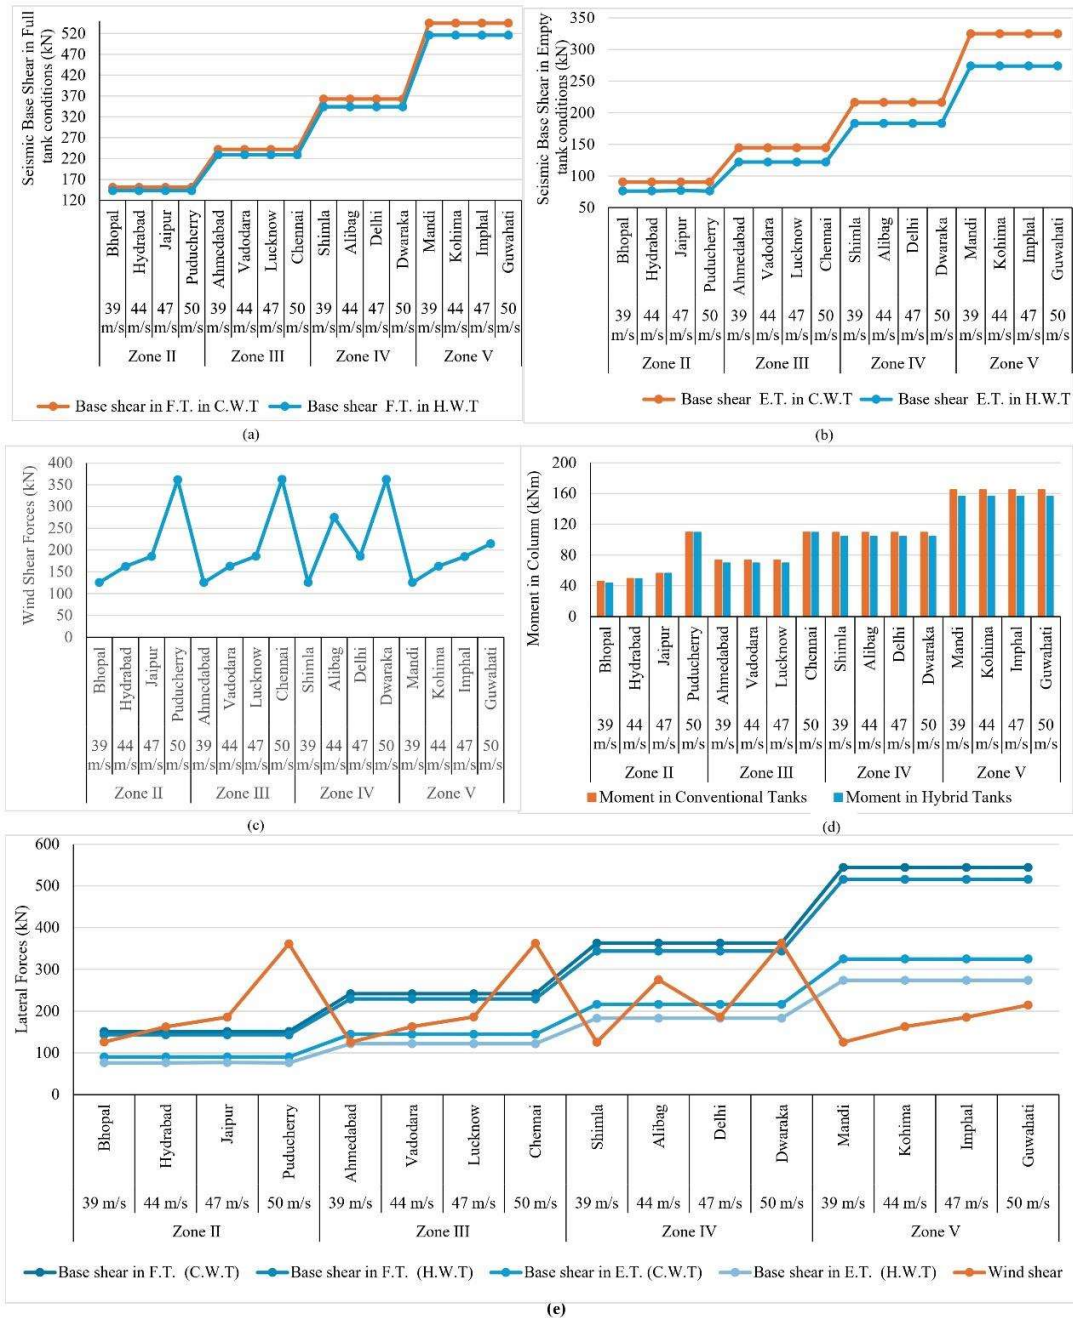 Seismic Base Shear in Full
tank conditions (kN)
520
470
420
370
320
270
220
170
120
Bhopal
Hydrabad
Jaipur
Puducherry
Ahmedabad
Vadodara
Lucknow
Chennai
Shimla
Alibag
Delhi
Dwaraka
Mandi
Kohima
Imphal
Guwahati
39 44 47 50 39 44 47 50 39 44 47 50 39 44 47 50
m/s m/s m/s m/s m/s m/s m/s m/s m/s m/s m/s m/s m/s m/s m/s m/s
Zone II Zone III Zone IV Zone V
Base shear in F.T. in C.W.T Base shear F.T. in H.W.T
(a)
Seismic Base Shear in Empty
tank conditions (kN)
350
300
250
200
150
100
50
Bhopal
Hydrabad
Jaipur
Puducherry
Ahmedabad
Vadodara
Lucknow
Chennai
Shimla
Alibag
Delhi
Dwaraka
Mandi
Kohima
Imphal
Guwahati
39 44 47 50 39 44 47 50 39 44 47 50 39 44 47 50
m/s m/s m/s m/s m/s m/s m/s m/s m/s m/s m/s m/s m/s m/s m/s m/s
Zone II Zone III Zone IV Zone V
Base shear E.T. in C.W.T Base shear E.T. in H.W.T
(b)
Wind Shear Forces (kN)
400
350
300
250
200
150
100
50
0
Bhopal
Hydrabad
Jaipur
Puducherry
Ahmedabad
Vadodara
Lucknow
Chennai
Shimla
Alibag
Delhi
Dwaraka
Mandi
Kohima
Imphal
Guwahati
39 44 47 50 39 44 47 50 39 44 47 50 39 44 47 50
m/s m/s m/s m/s m/s m/s m/s m/s m/s m/s m/s m/s m/s m/s m/s m/s
Zone II Zone III Zone IV Zone V
(c)
Moment in Column (kNm)
200
160
120
80
40
0
Bhopal
Hydrabad
Jaipur
Puducherry
Ahmedabad
Vadodara
Lucknow
Chennai
Shimla
Alibag
Delhi
Dwaraka
Mandi
Kohima
Imphal
Guwahati
39 44 47 50 39 44 47 50 39 44 47 50 39 44 47 50
m/s m/s m/s m/s m/s m/s m/s m/s m/s m/s m/s m/s m/s m/s m/s m/s
Zone II Zone III Zone IV Zone V
Moment in Conventional Tanks Moment in Hybrid Tanks
(d)
Lateral Forces (kN)
600
500
400
300
200
100
0
Bhopal
Hydrabad
Jaipur
Puducherry
Ahmedabad
Vadodara
Lucknow
Chennai
Shimla
Alibag
Delhi
Dwaraka
Mandi
Kohima
Imphal
Guwahati
39 m/s 44 m/s 47 m/s 50 m/s 39 m/s 44 m/s 47 m/s 50 m/s 39 m/s 44 m/s 47 m/s 50 m/s 39 m/s 44 m/s 47 m/s 50 m/s
Zone II Zone III Zone IV Zone V
Base shear in F.T. (C.W.T) Base shear in F.T. (H.W.T) Base shear in E.T. (C.W.T) Base shear in E.T. (H.W.T) Wind shear
(e)